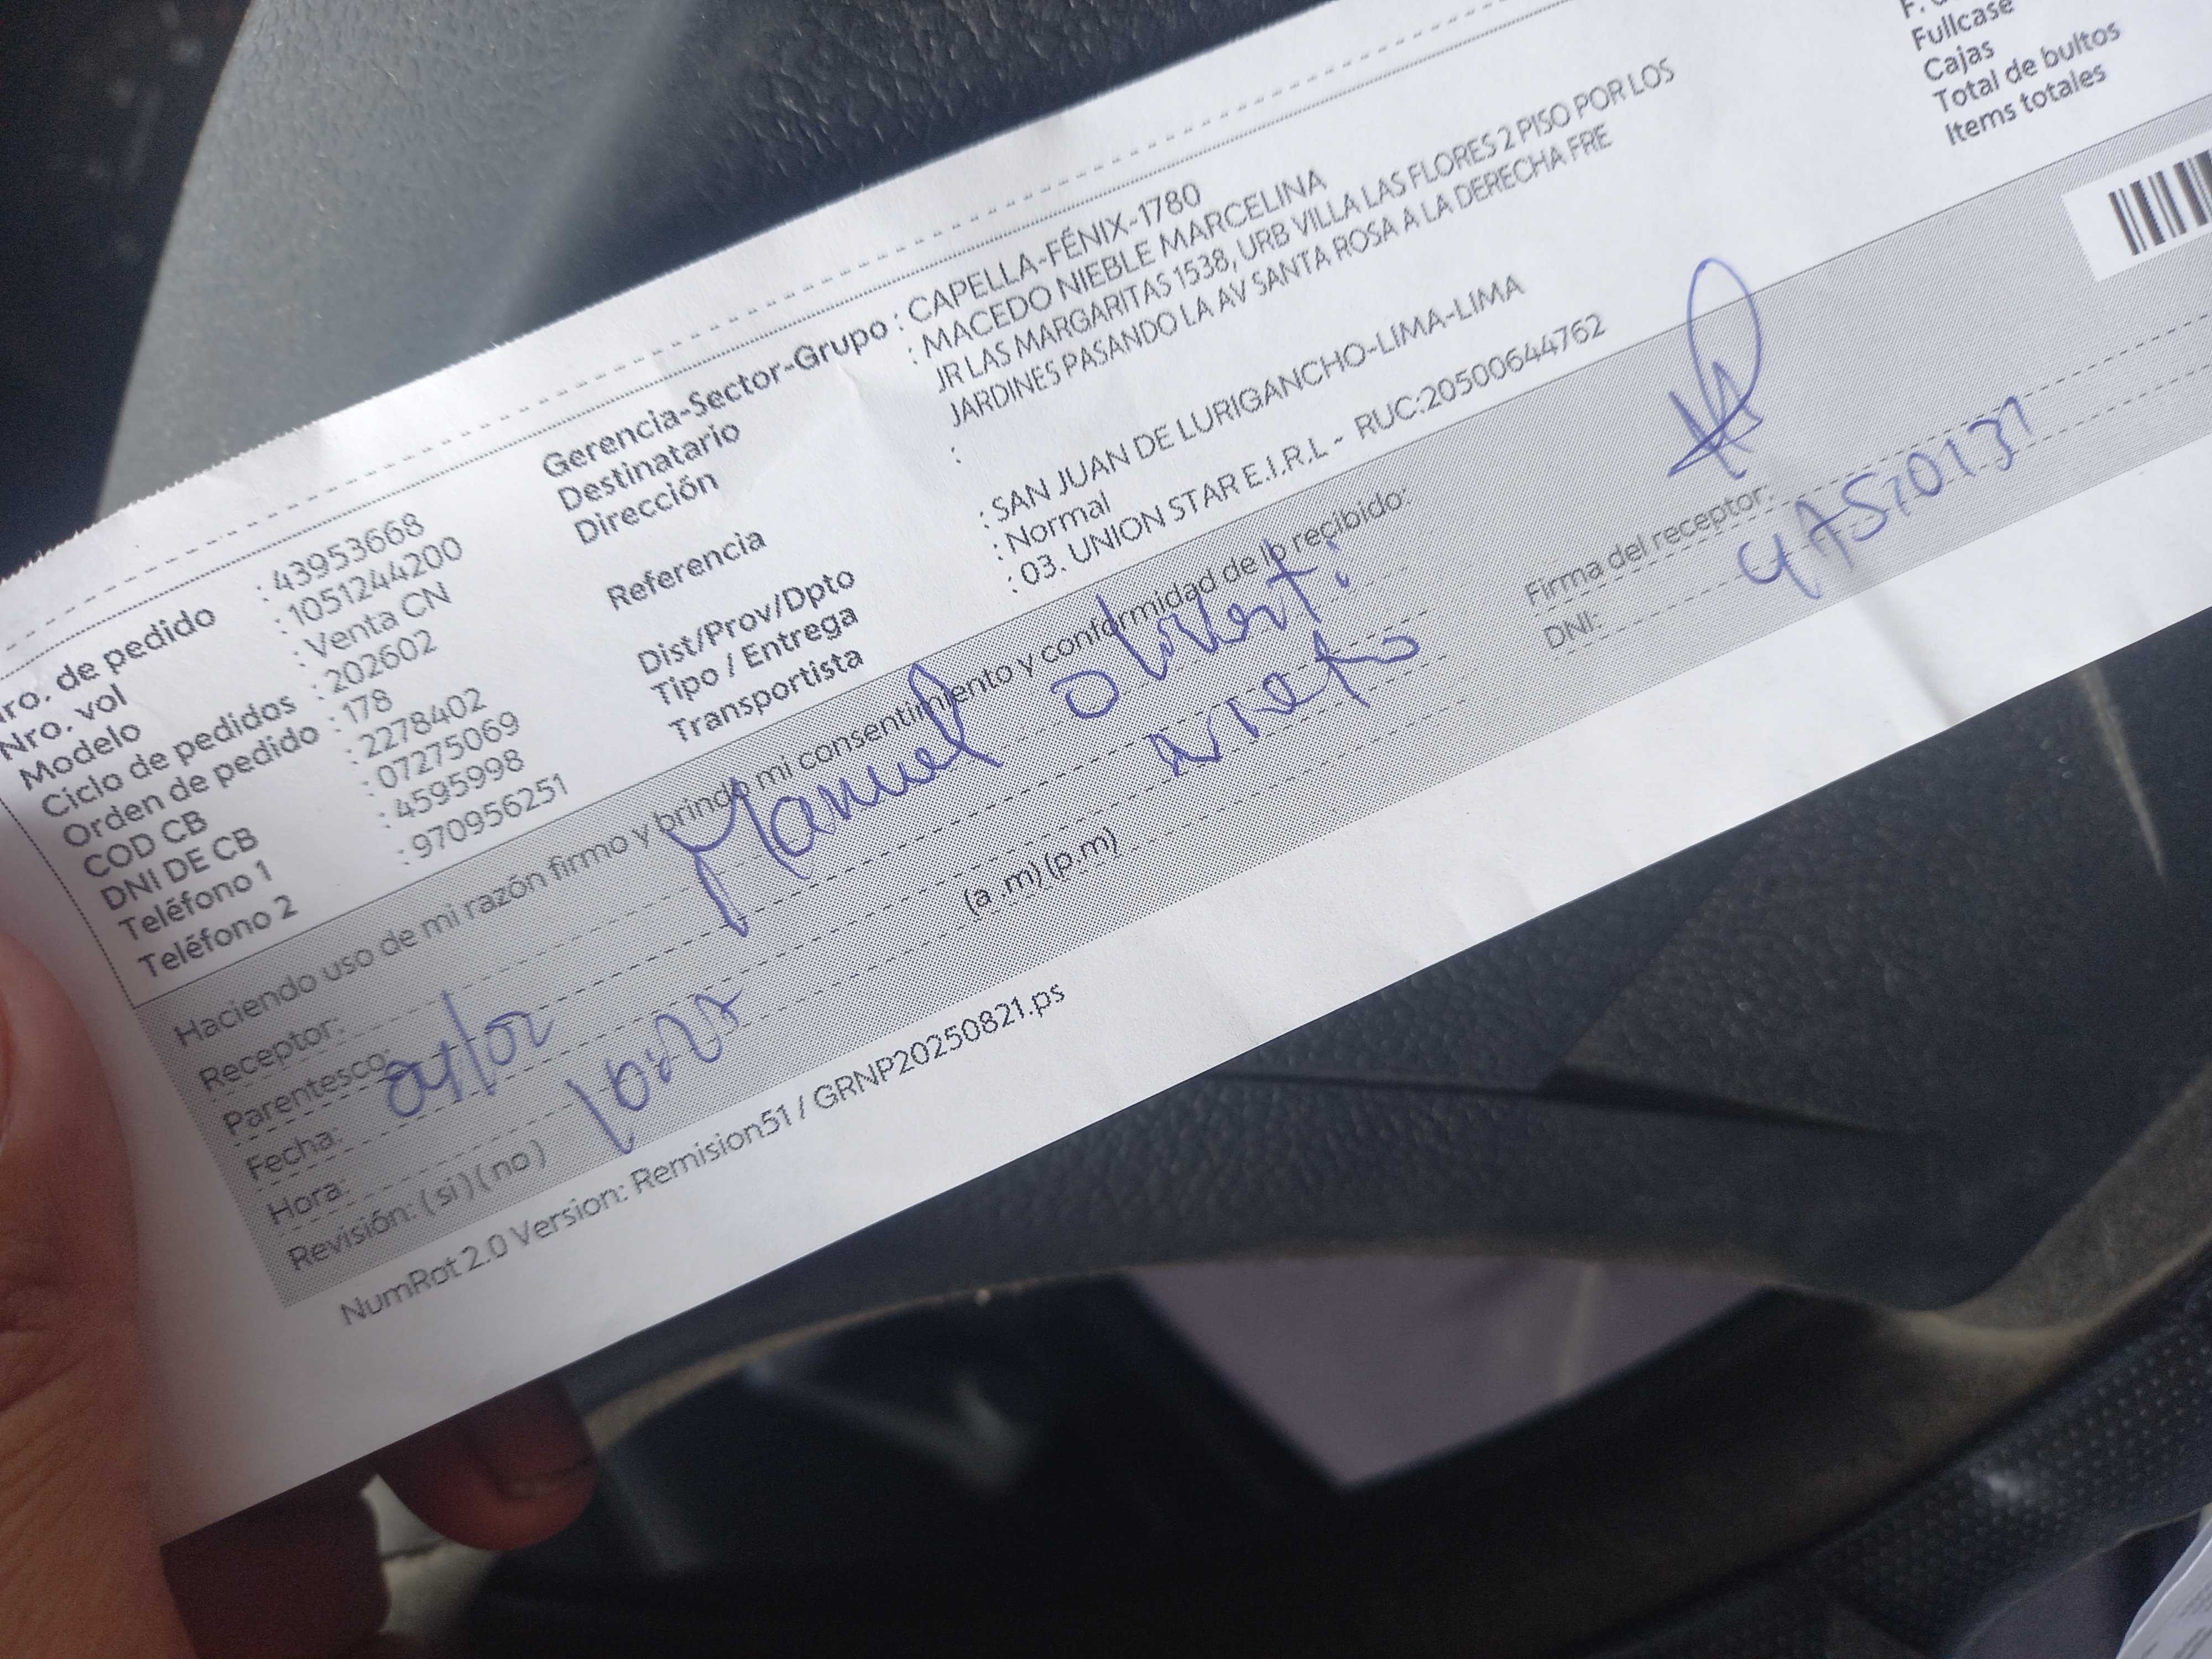 F.
Fullcase
Cajas
Total de bultos
Items totales
ro. de pedido : 43953668
Nro. vol : 1051244200
Modelo : Venta CN
Ciclo de pedidos : 202602
Orden de pedido : 178
COD CB : 2278402
DNI DE CB : 07275069
Teléfono 1 : 4595998
Teléfono 2 : 970956251
Gerencia-Sector-Grupo : CAPELLA-FÉNIX-1780
Destinatario : MACEDO NIEBLE MARCELINA
Dirección JR LAS MARGARITAS 1538, URB VILLA LAS FLORES 2 PISO POR LOS
JARDINES PASANDO LA AV SANTA ROSA A LA DERECHA FRE
Referencia :
Dist/Prov/Dpto : SAN JUAN DE LURIGANCHO-LIMA-LIMA
Tipo / Entrega : Normal
Transportista : 03. UNION STAR E.I.R.L - RUC:20500644762
Haciendo uso de mi razón firmo y brindo mi consentimiento y conformidad de lo recibido:
Receptor: Manuel
Parentesco:
Fecha: 04/02
Hora: (a .m) (p.m)
Revisión: ( si ) ( no )
Firma del receptor:
DNI:
NumRot 2.0 Version: Remision51 / GRNP20250821.ps